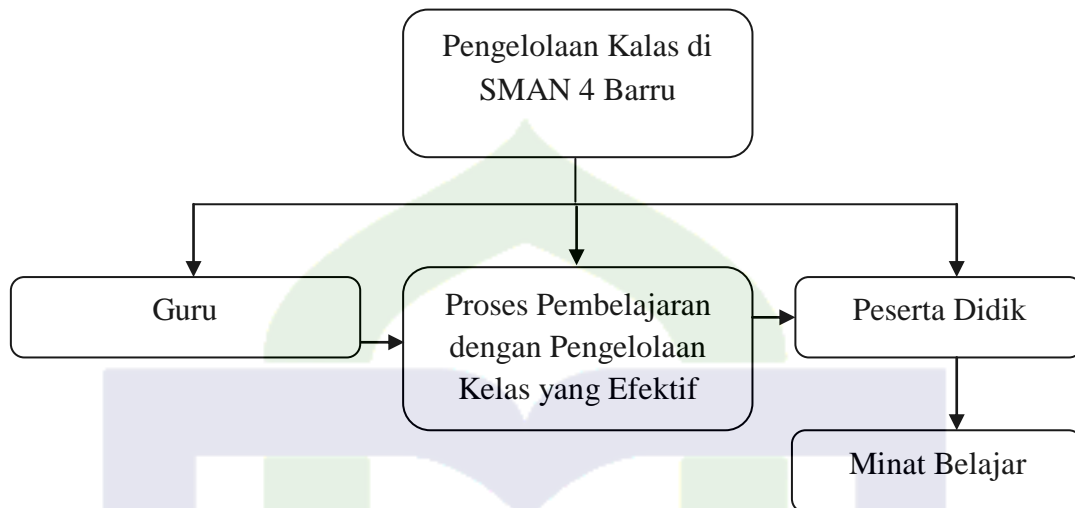 Pengelolaan Kalas di
SMAN 4 Barru
Guru
Proses Pembelajaran
dengan Pengelolaan
Kelas yang Efektif
Peserta Didik
Minat Belajar